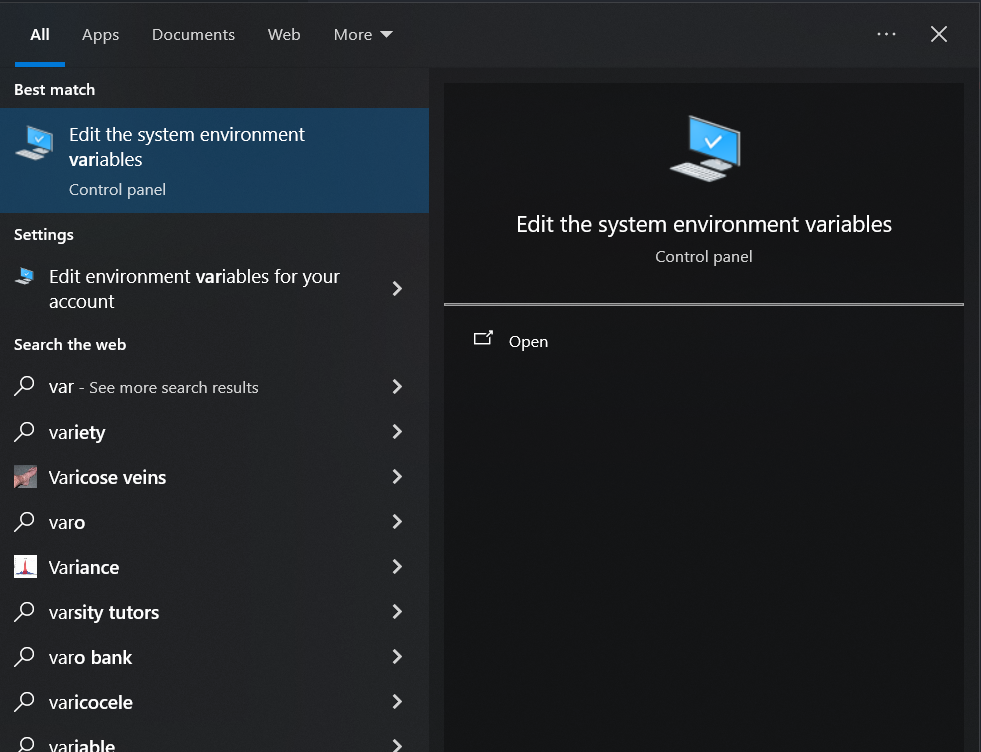 All Apps Documents Web More
Best match
Edit the system environment
variables
Control panel
Settings
Edit environment variables for your
account
Search the web
var - See more search results
variety
Varicose veins
varo
Variance
varsity tutors
varo bank
varicocele
variable
Edit the system environment variables
Control panel
Open